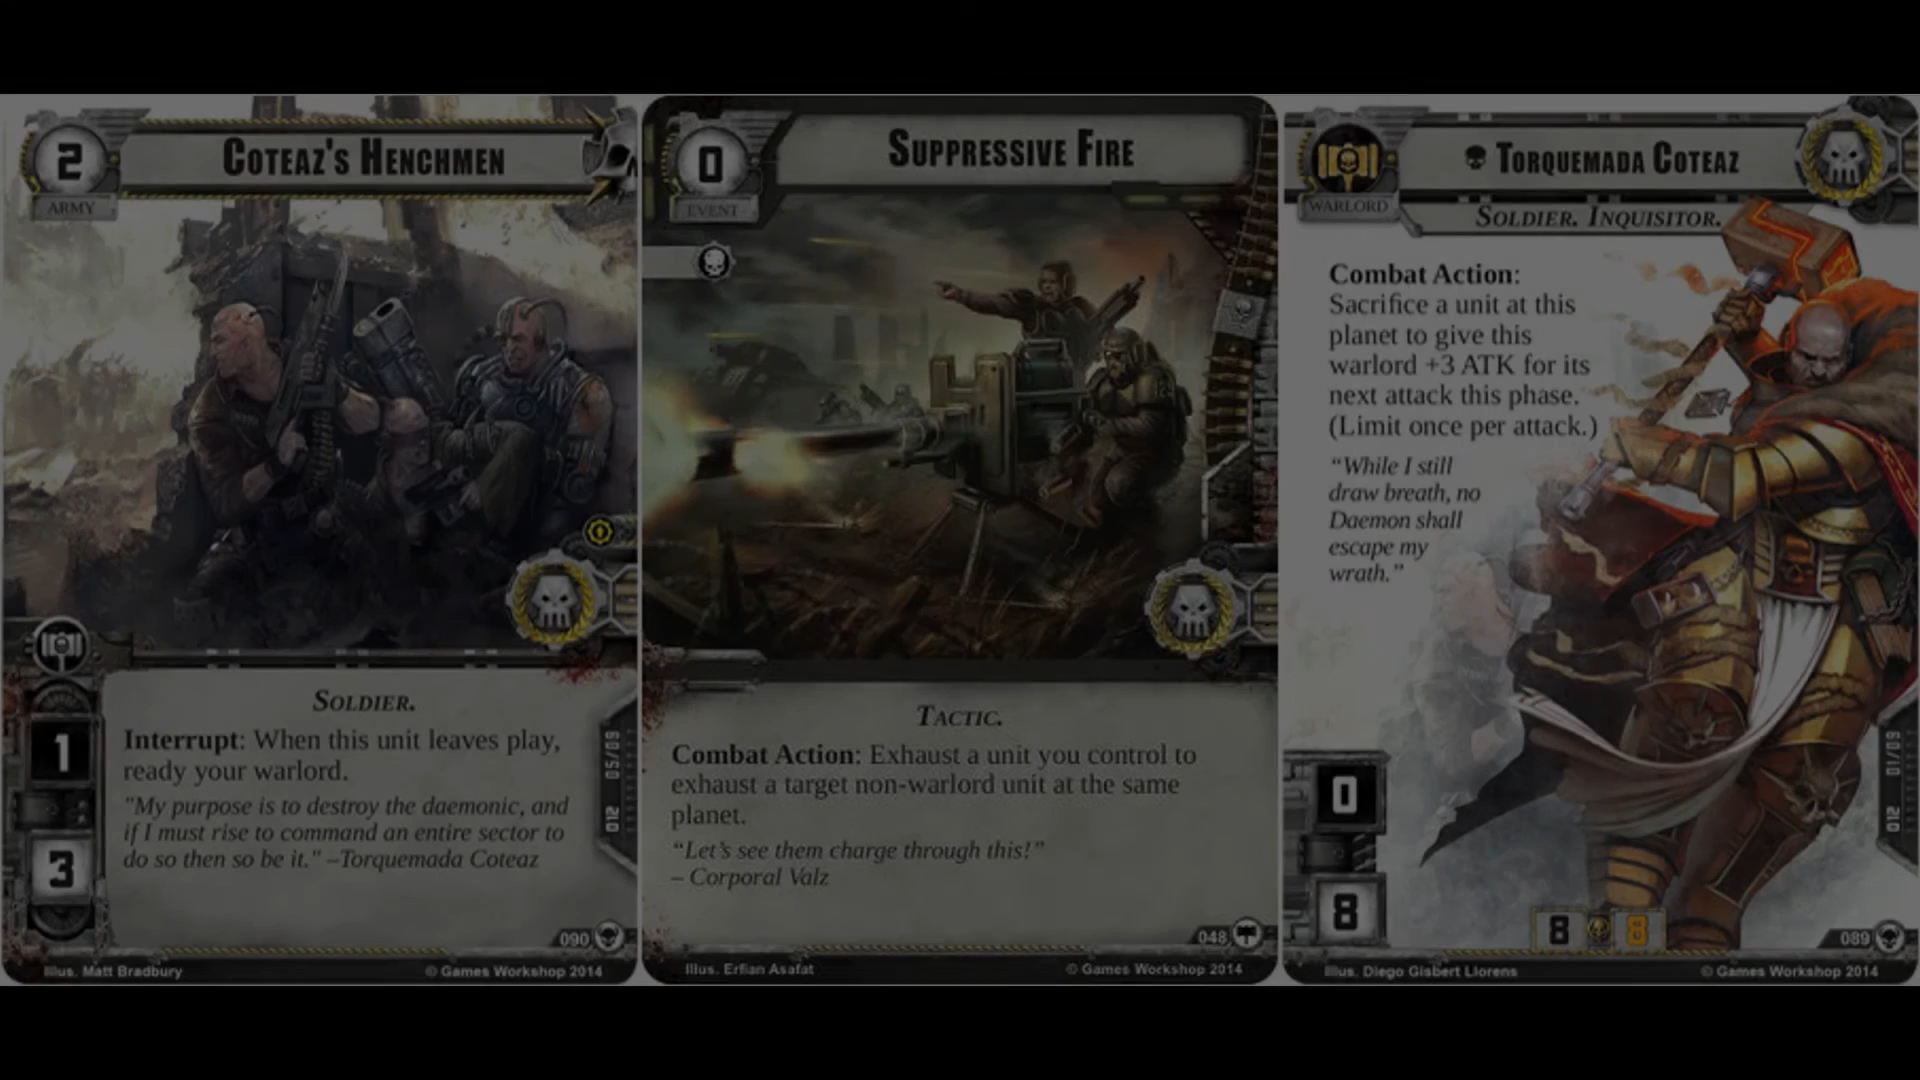 2
COTEAZ'S HENCHMEN
ARMY
1
3
SOLDIER.
Interrupt: When this unit leaves play,
ready your warlord.
"My purpose is to destroy the daemonic, and
if I must rise to command an entire sector to
do so then so be it." –Torquemada Coteaz
012 05/09
090
Illus. Matt Bradbury
© Games Workshop 2014
0
SUPPRESSIVE FIRE
EVENT
TACTIC.
Combat Action: Exhaust a unit you control to
exhaust a target non-warlord unit at the same
planet.
“Let's see them charge through this!”
– Corporal Valz
048
Illus. Erfian Asafat
© Games Workshop 2014
TORQUEMADA COTEAZ
WARLORD
SOLDIER. INQUISITOR.
Combat Action:
Sacrifice a unit at this
planet to give this
warlord +3 ATK for its
next attack this phase.
(Limit once per attack.)
“While I still
draw breath, no
Daemon shall
escape my
wrath.”
0
8
8 8
012 01/09
089
Illus. Diego Gisbert Llorens
© Games Workshop 2014